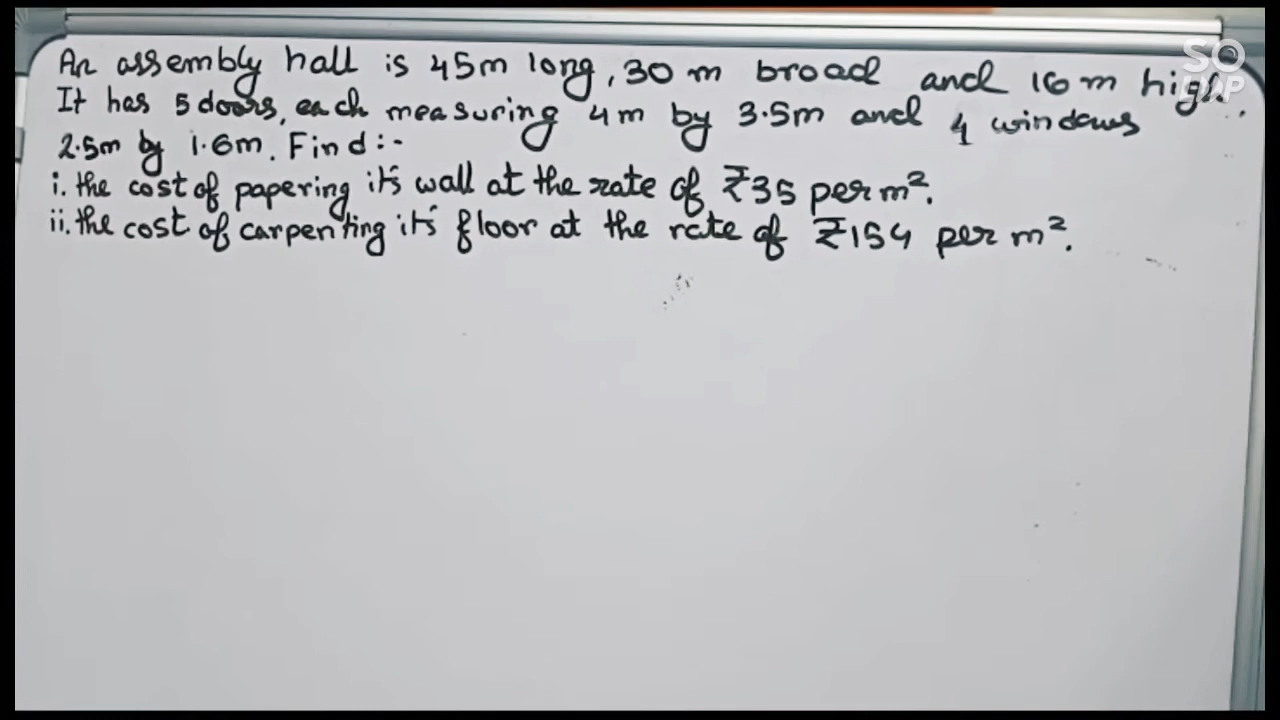 An assembly hall is 45m long, 30 m broad and 16 m high.
It has 5 doors, each measuring 4m by 3.5m and 4 windows
2.5m by 1.6m. Find :-
i. the cost of papering it's wall at the rate of ₹35 per m².
ii. the cost of carpenting it's floor at the rate of ₹154 per m².